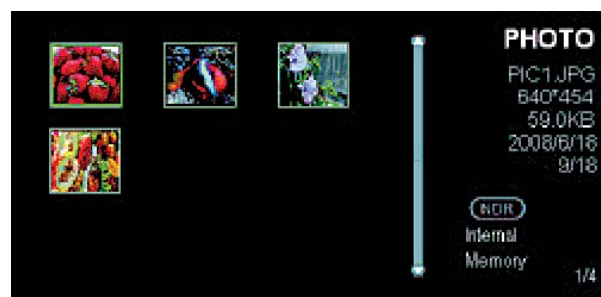 PHOTO
PIC1.JPG
640*454
59.0KB
2008/6/18
9/18
NOR
Internal
Memory
1/4